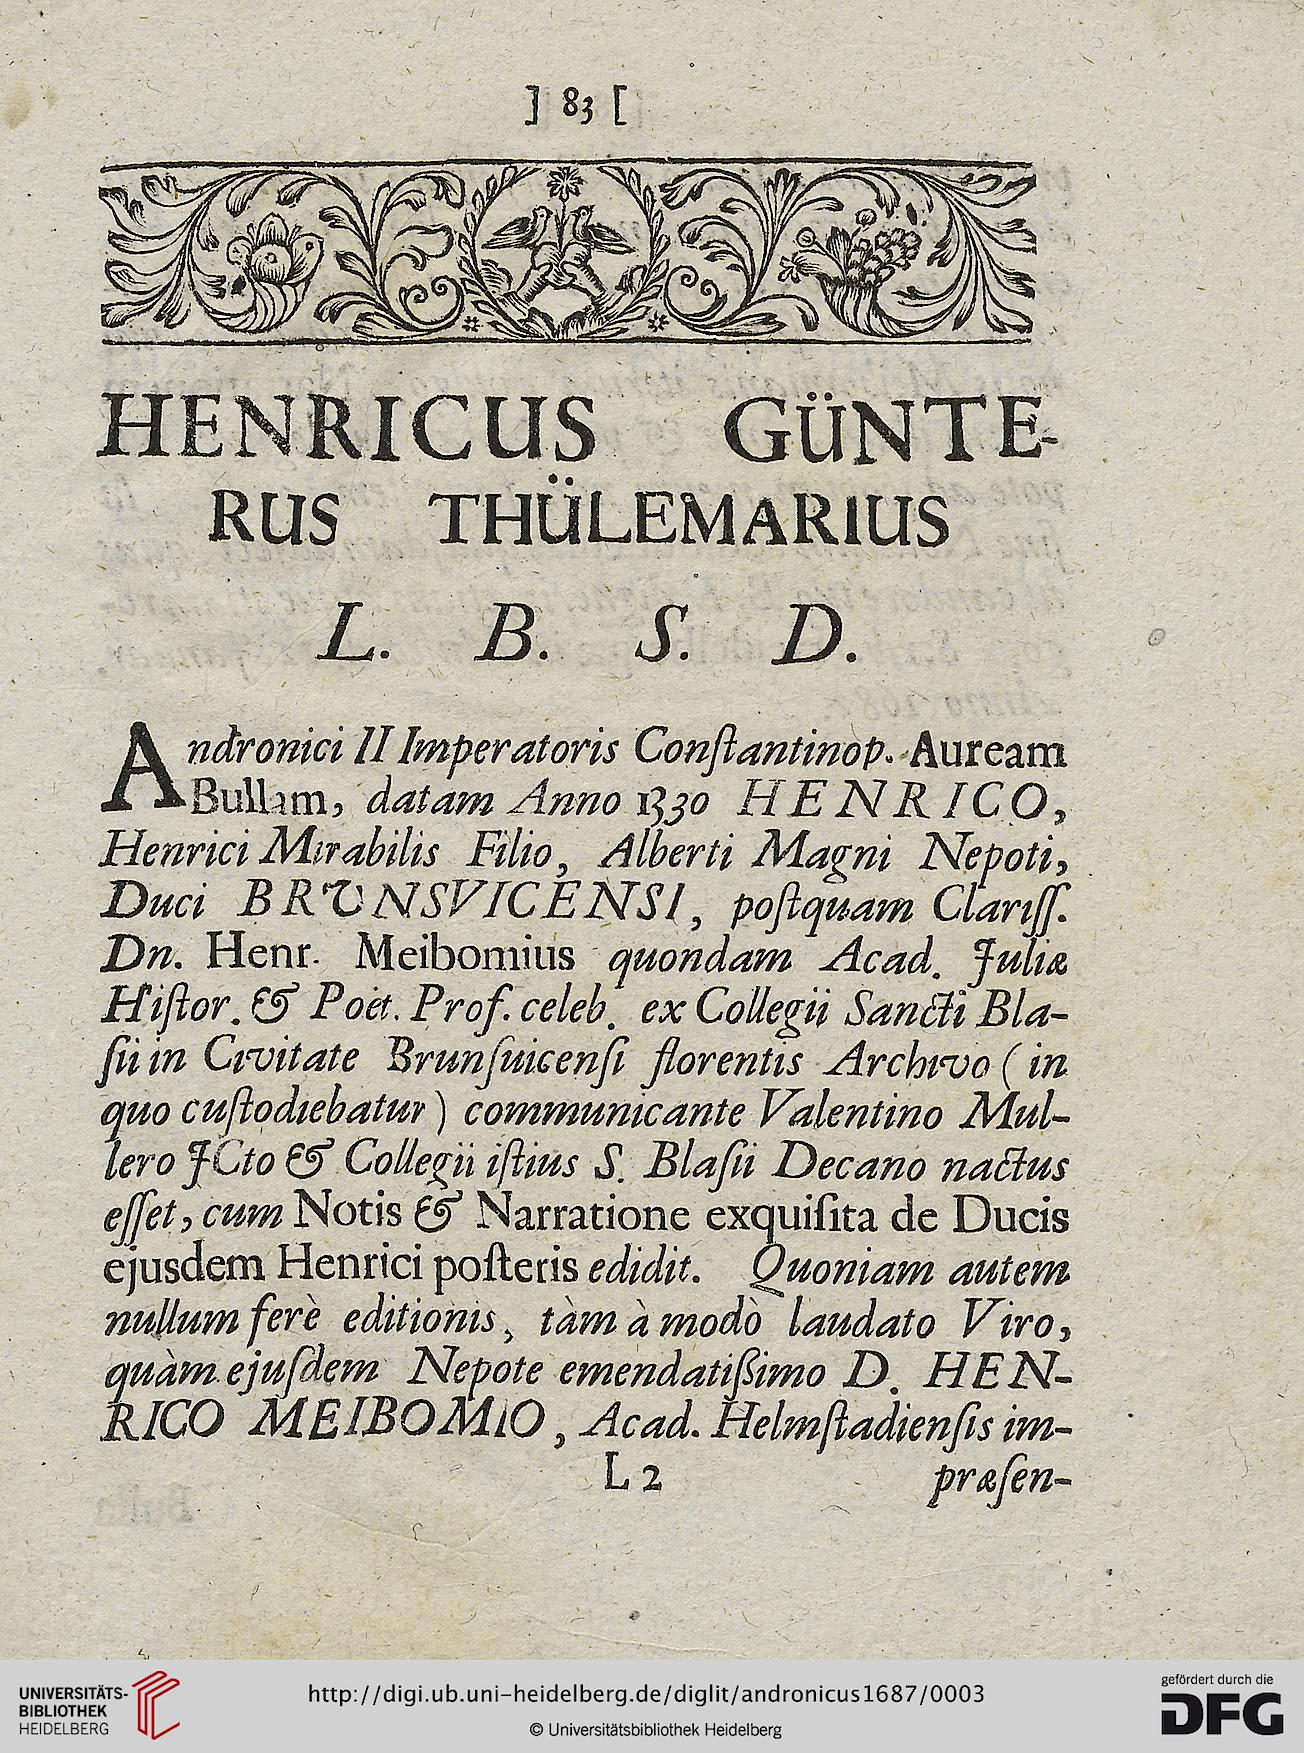 ] 83 [
HENRICUS GÜNTE-
RUS THÜLEMARIUS
L. B. S. D.
Andronici II Imperatoris Conſtantinop. Auream
Bullam, datam Anno 1330 HENRICO,
Henrici Mirabilis Filio, Alberti Magni Nepoti,
Duci BRUNSVICENSI, poſtquam Clariſſ.
Dn. Henr. Meibomius quondam Acad. Juliæ
Hiſtor. & Poët. Prof. celeb. ex Collegii Sancti Bla-
ſii in Civitate Brunſuicenſi florentis Archivo ( in
quo cuſtodiebatur ) communicante Valentino Mul-
lero JCto & Collegii iſtius S. Blaſii Decano nactus
eſſet, cum Notis & Narratione exquiſita de Ducis
ejusdem Henrici poſteris edidit. Quoniam autem
nullum ferè editionis, tàm à modò laudato Viro,
quàm ejuſdem Nepote emendatiſsimo D. HEN-
RICO MEIBOMIO, Acad. Helmſtadienſis im-
L 2 præſen-
UNIVERSITÄTS-
BIBLIOTHEK
HEIDELBERG
http://digi.ub.uni-heidelberg.de/diglit/andronicus1687/0003
© Universitätsbibliothek Heidelberg
gefördert durch die
DFG